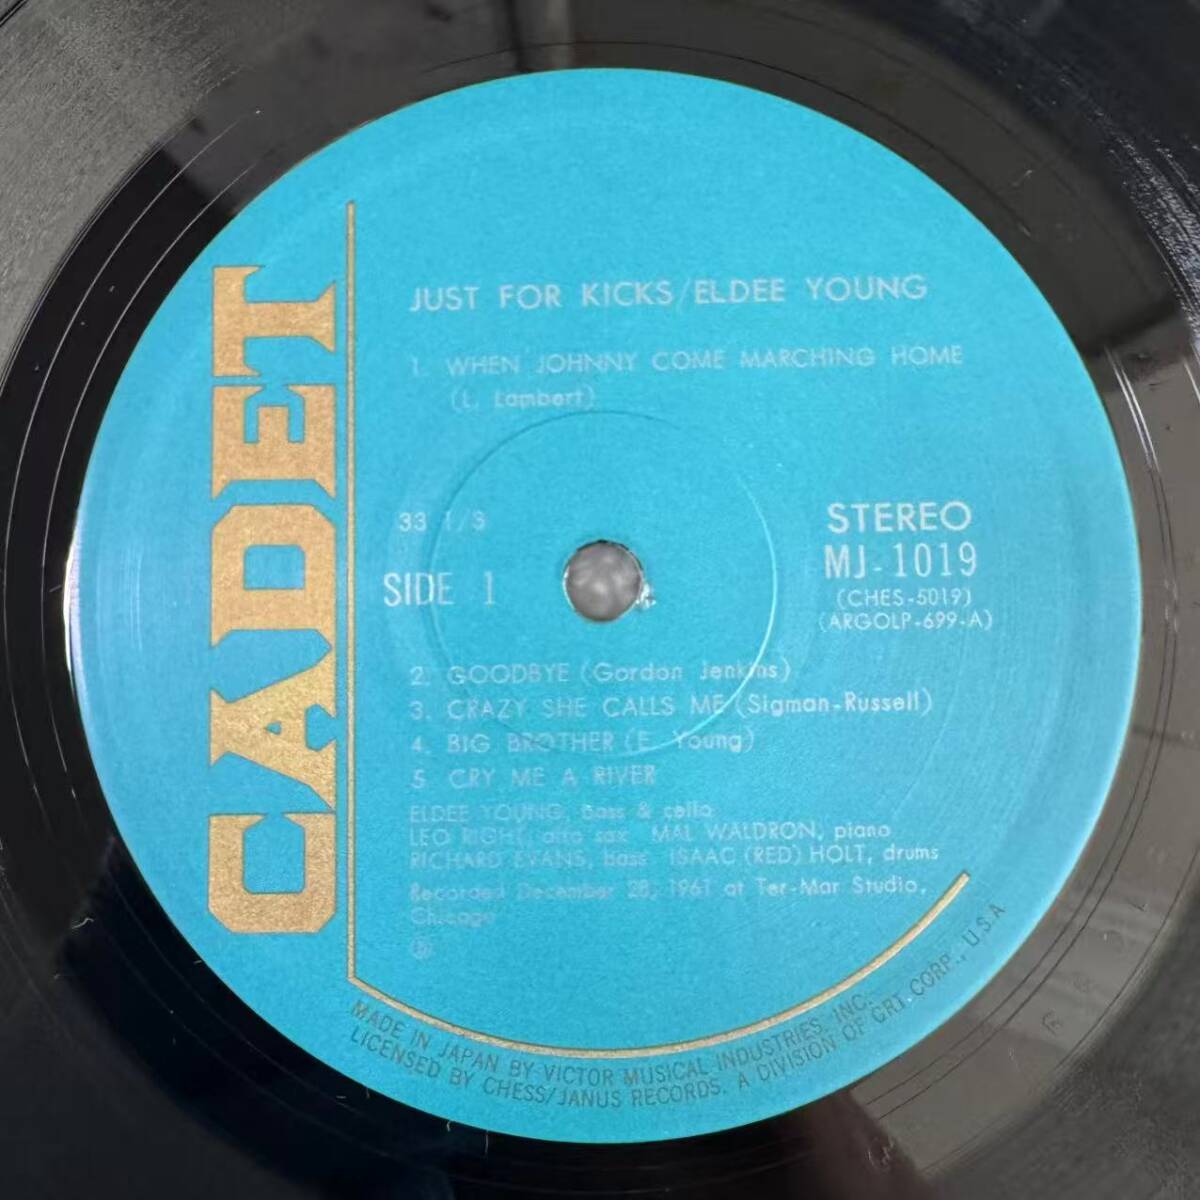 CADET
JUST FOR KICKS/ELDEE YOUNG
1. WHEN JOHNNY COME MARCHING HOME
(L. Lambert)
33 1/3
SIDE 1
STEREO
MJ-1019
(CHES-5019)
(ARGOLP-699-A)
2. GOODBYE (Gordon Jenkins)
3. CRAZY SHE CALLS ME (Sigman-Russell)
4. BIG BROTHER (E. Young)
5. CRY ME A RIVER
ELDEE YOUNG, bass & cello
LEO RIGHT, alto sax. MAL WALDRON, piano
RICHARD EVANS, bass. ISAAC (RED) HOLT, drums
Recorded December 28, 1961 at Ter-Mar Studio,
Chicago
Ⓟ
MADE IN JAPAN BY VICTOR MUSICAL INDUSTRIES INC.
LICENSED BY CHESS/JANUS RECORDS. A DIVISION OF GRT. CORP., U.S.A